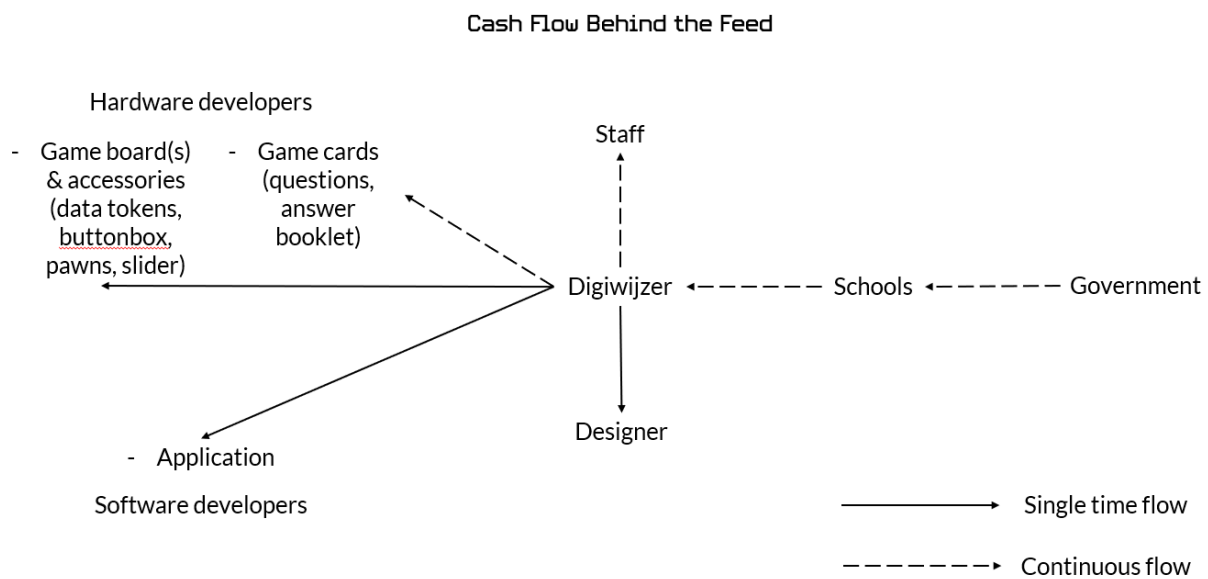 Cash Flow Behind the Feed
Hardware developers
- Game board(s)
& accessories
(data tokens,
buttonbox,
pawns, slider)
- Game cards
(questions,
answer
booklet)
Staff
Digiwijzer
Schools
Government
Designer
- Application
Software developers
Single time flow
Continuous flow